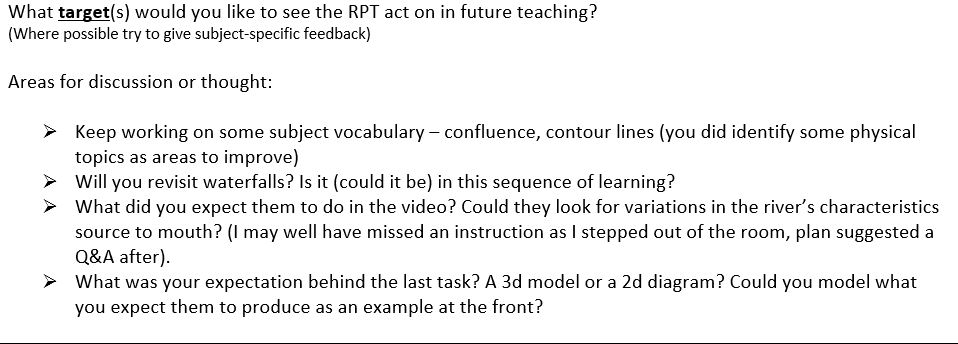 What target(s) would you like to see the RPT act on in future teaching?
(Where possible try to give subject-specific feedback)
Areas for discussion or thought:
➢ Keep working on some subject vocabulary – confluence, contour lines (you did identify some physical
topics as areas to improve)
➢ Will you revisit waterfalls? Is it (could it be) in this sequence of learning?
➢ What did you expect them to do in the video? Could they look for variations in the river’s characteristics
source to mouth? (I may well have missed an instruction as I stepped out of the room, plan suggested a
Q&A after).
➢ What was your expectation behind the last task? A 3d model or a 2d diagram? Could you model what
you expect them to produce as an example at the front?